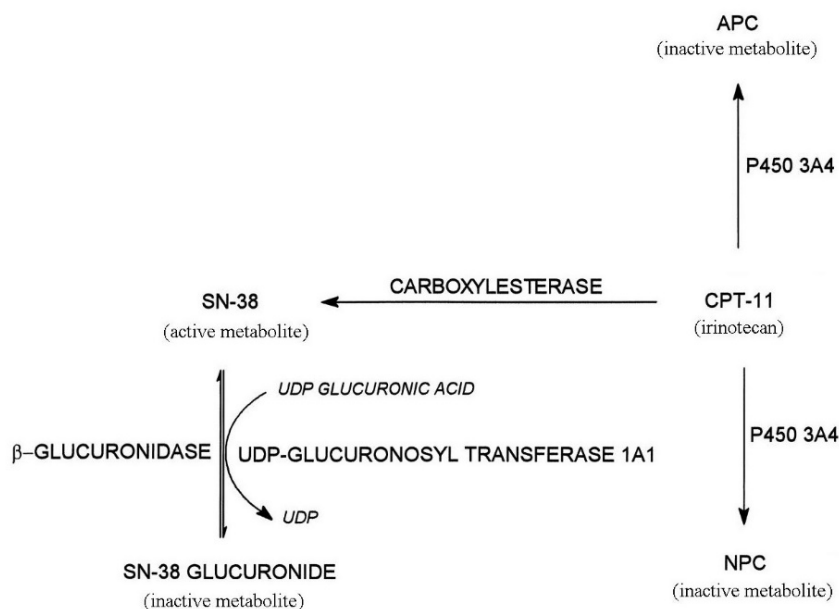 APC
(inactive metabolite)
P450 3A4
CARBOXYLESTERASE
SN-38
(active metabolite)
CPT-11
(irinotecan)
UDP GLUCURONIC ACID
β–GLUCURONIDASE
UDP-GLUCURONOSYL TRANSFERASE 1A1
P450 3A4
UDP
SN-38 GLUCURONIDE
(inactive metabolite)
NPC
(inactive metabolite)